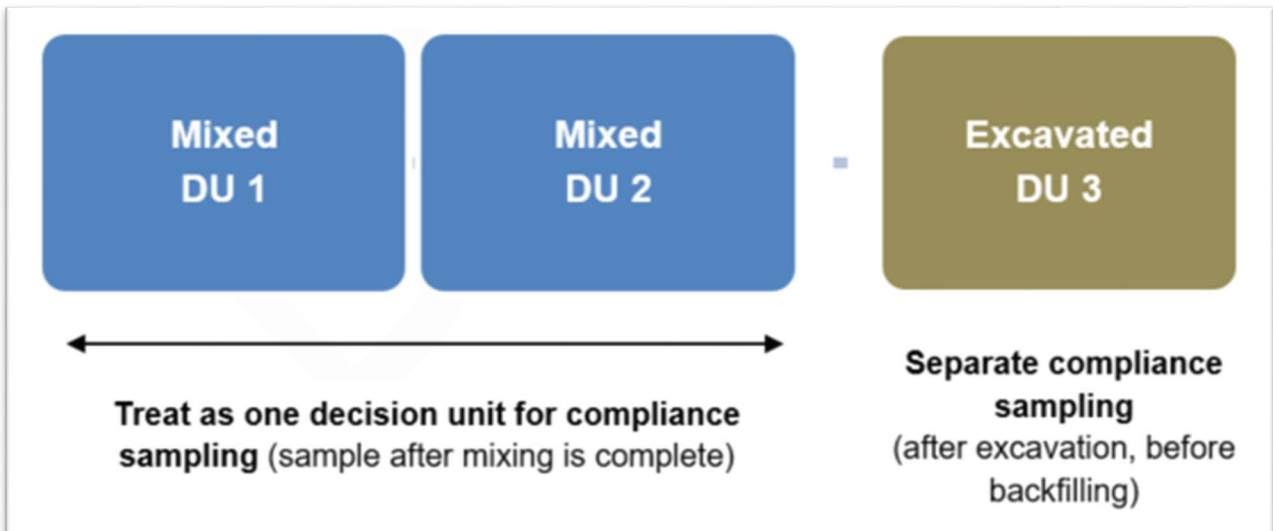 Mixed
DU 1
Mixed
DU 2
Excavated
DU 3
Treat as one decision unit for compliance
sampling (sample after mixing is complete)
Separate compliance
sampling
(after excavation, before
backfilling)